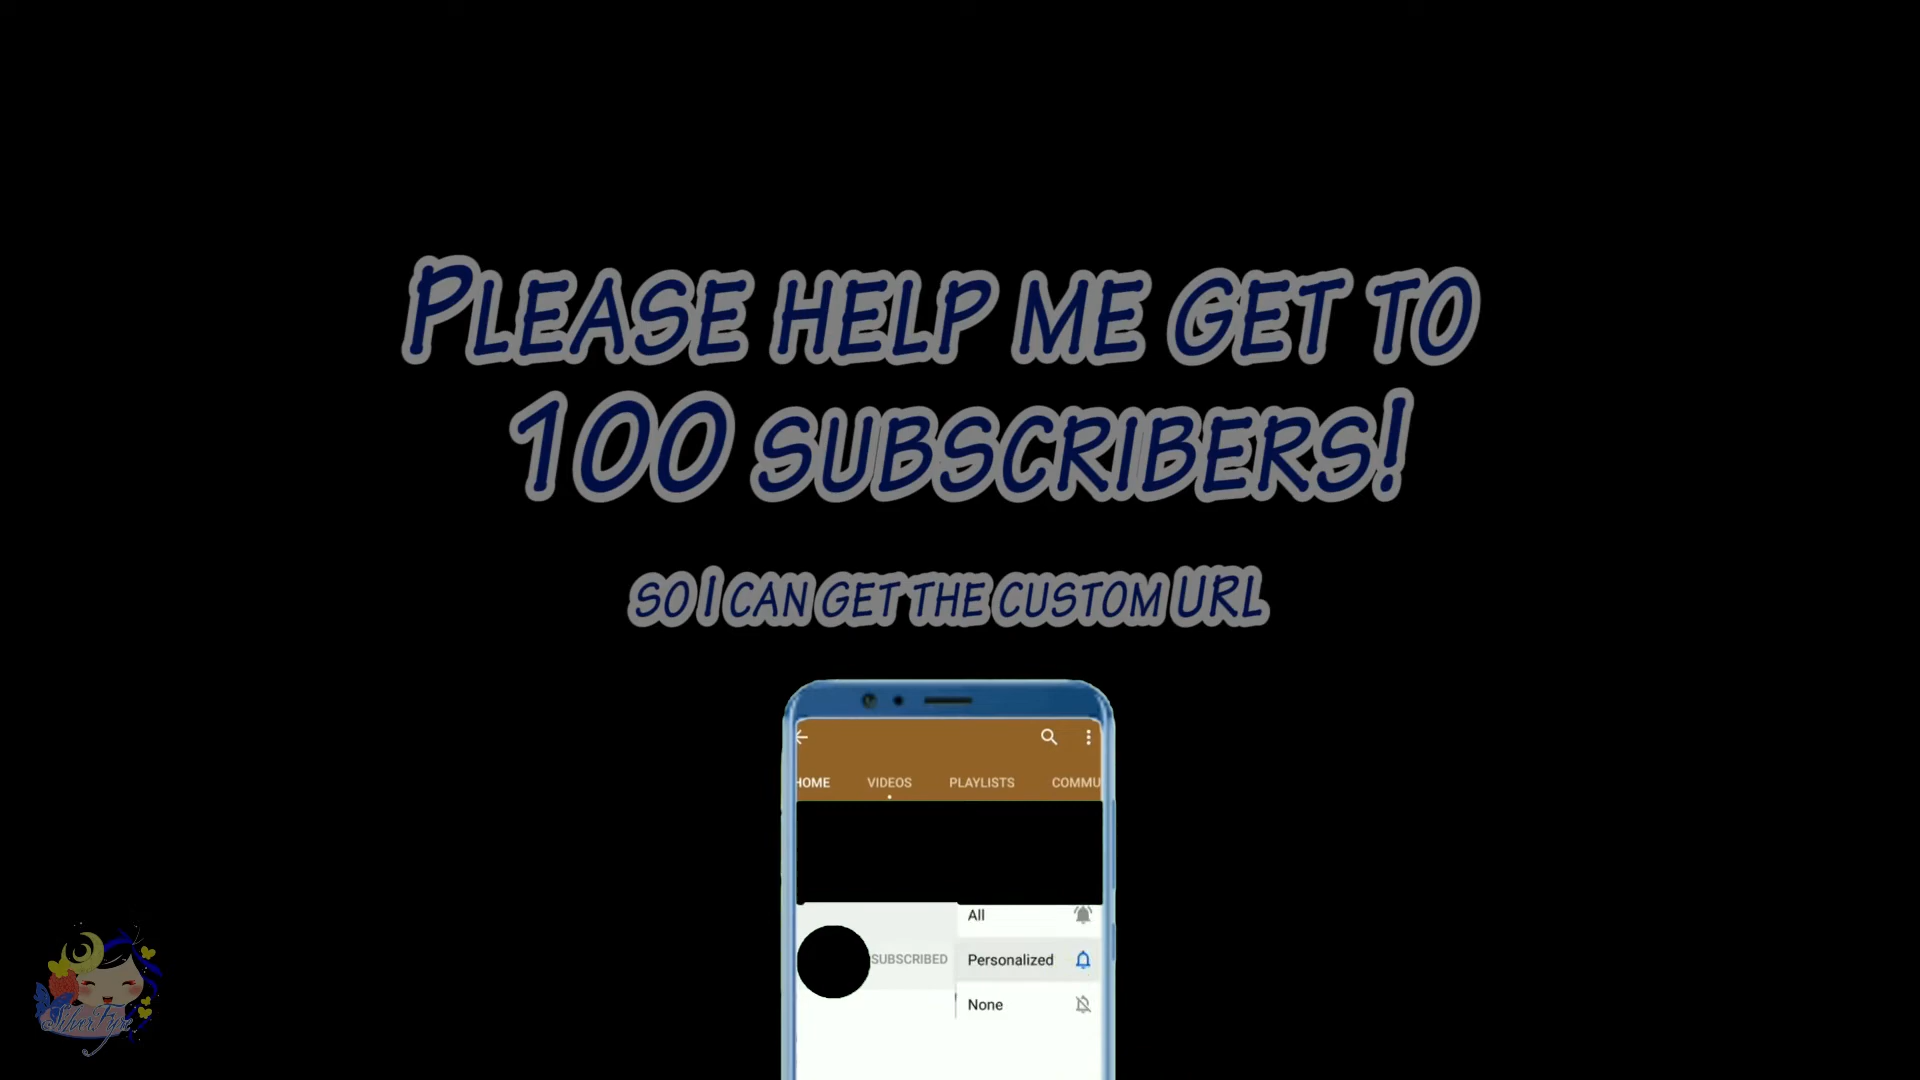 PLEASE HELP ME GET TO
100 SUBSCRIBERS!
SO I CAN GET THE CUSTOM URL
HOME VIDEOS PLAYLISTS COMMU
All
SUBSCRIBED Personalized
None
SilverFyre